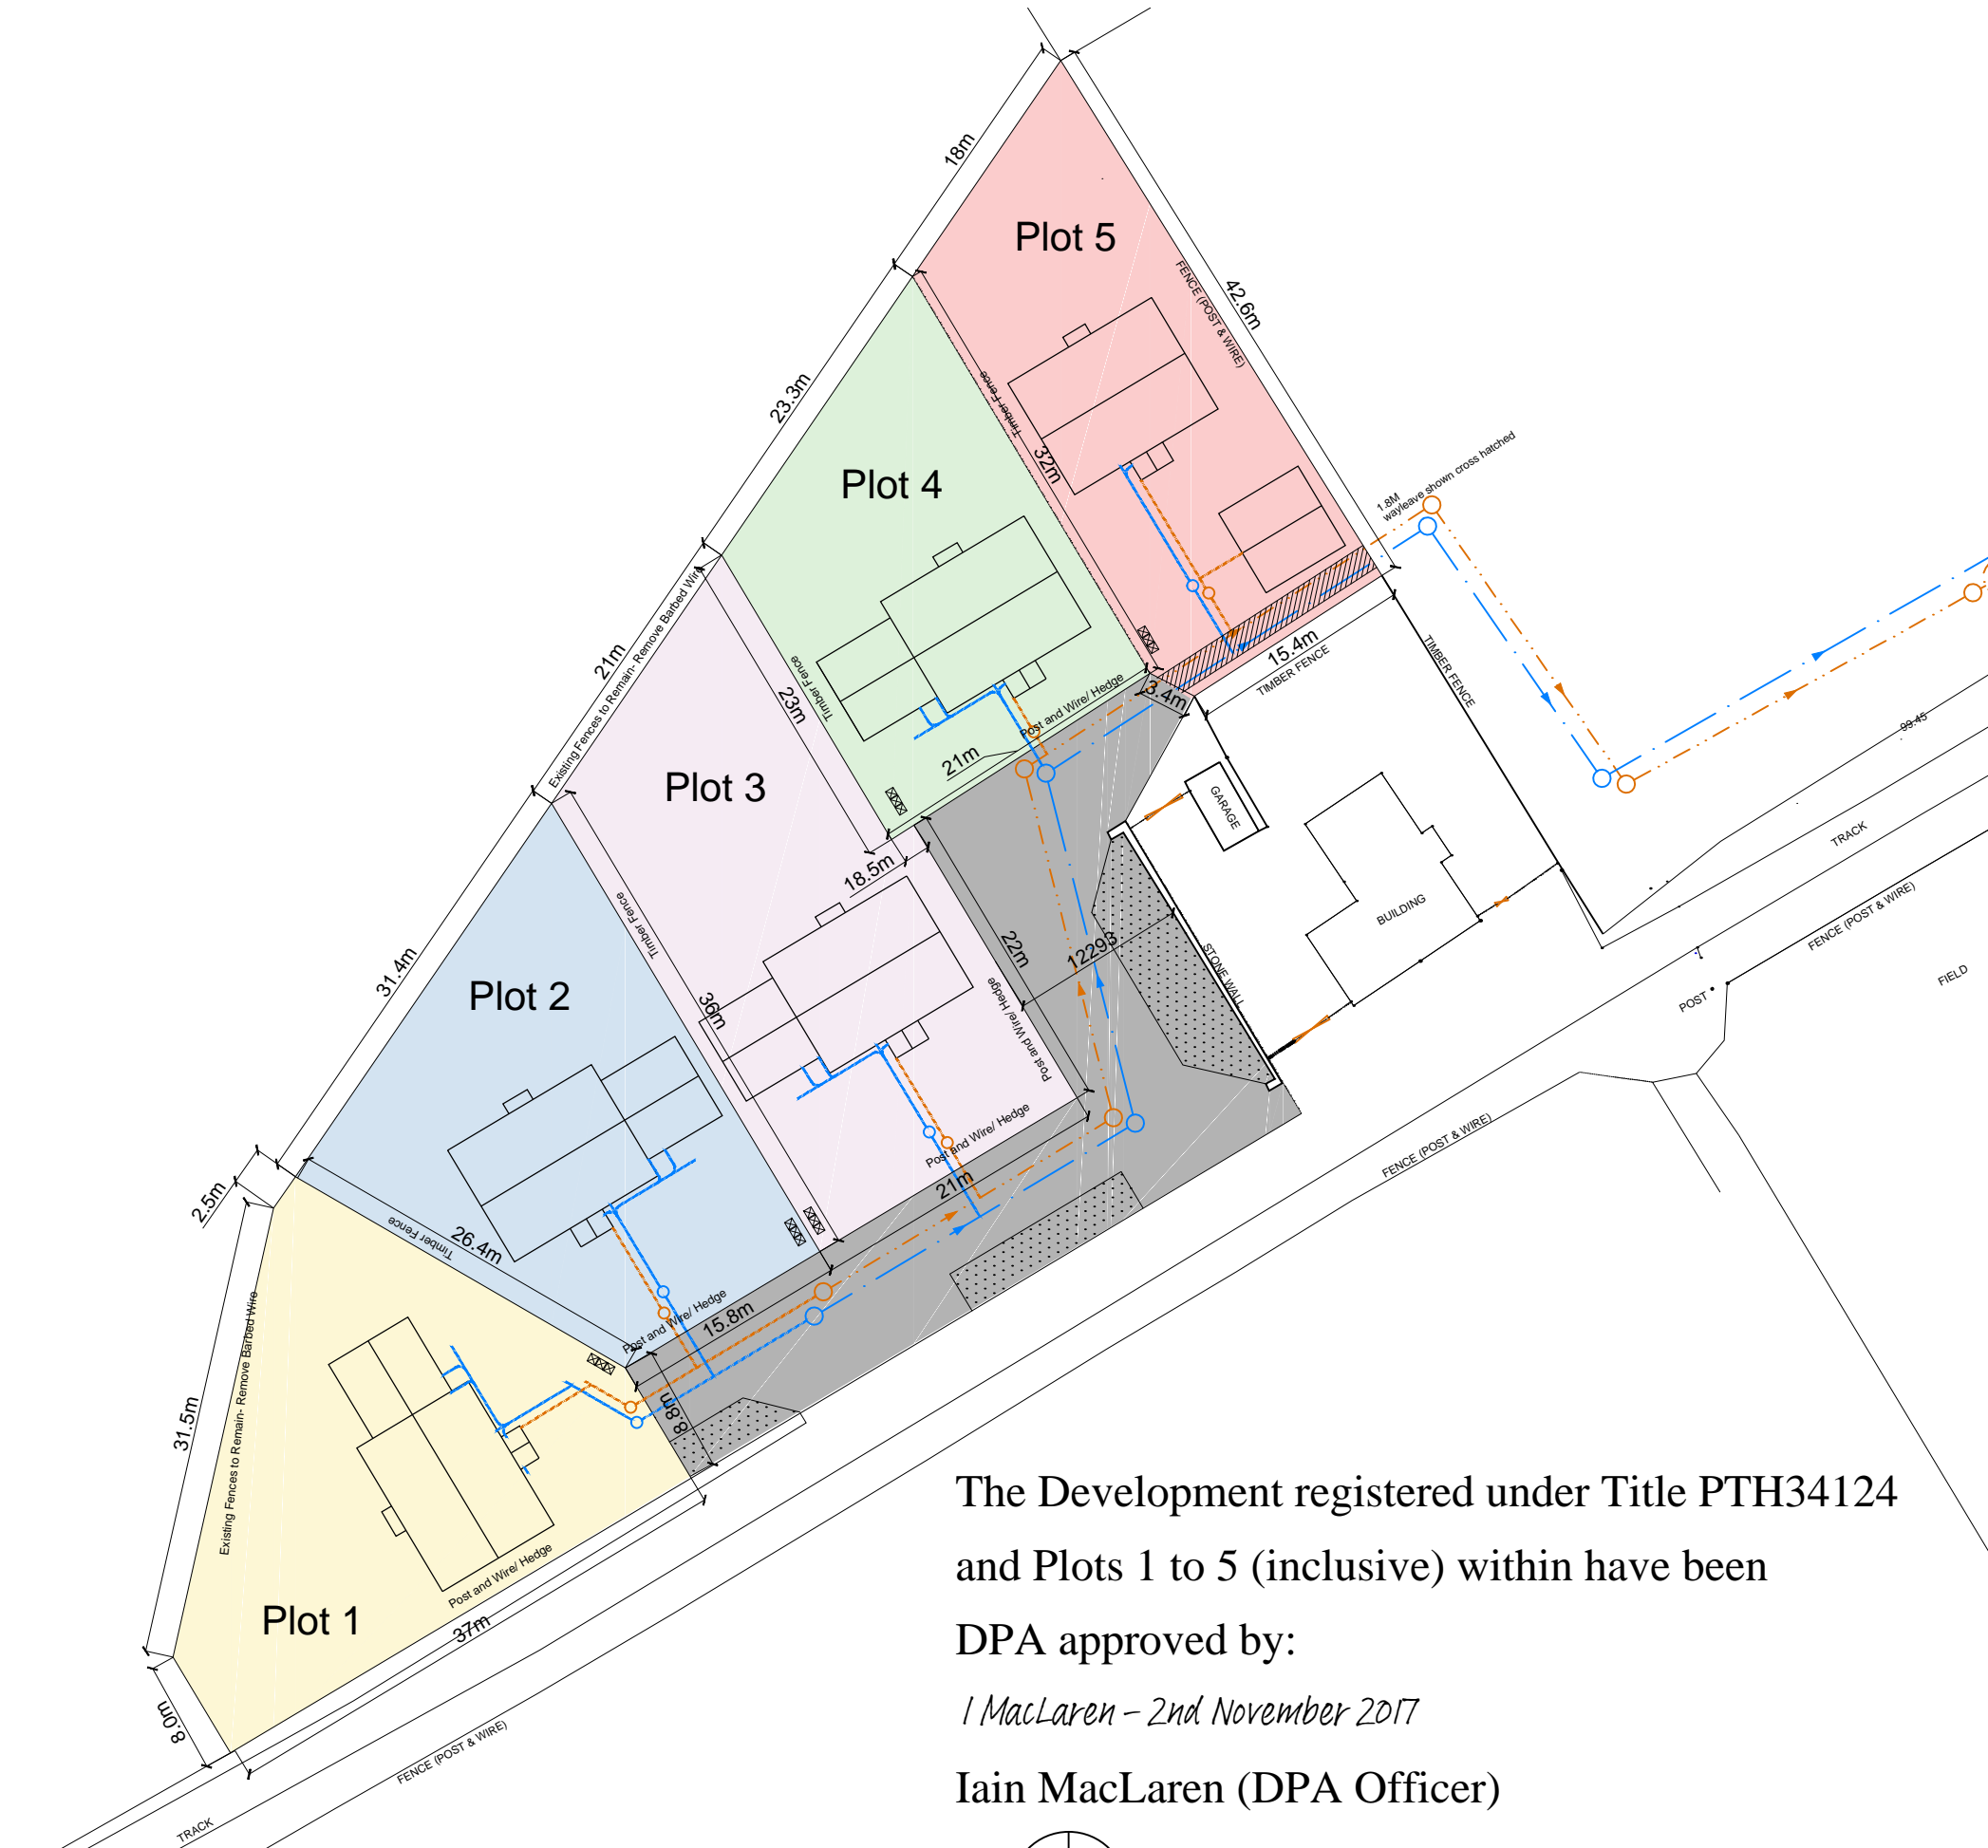 18m
Plot 5
FENCE (POST & WIRE)
42.6m
23.3m
Timber Fence
32m
1.8M
wayleave shown cross hatched
Plot 4
21m
Existing Fences to Remain- Remove Barbed Wire
Timber Fence
23m
Post and Wire/ Hedge
21m
3.4m
15.4m
TIMBER FENCE
TIMBER FENCE
99.45
TRACK
Plot 3
18.5m
GARAGE
BUILDING
FENCE (POST & WIRE)
FIELD
POST
Timber Fence
31.4m
Plot 2
36m
22m
12293
STONE WALL
Post and Wire/ Hedge
Post and Wire/ Hedge
21m
FENCE (POST & WIRE)
2.5m
Timber Fence
26.4m
Post and Wire/ Hedge
15.8m
8.8m
31.5m
Existing Fences to Remain- Remove Barbed Wire
Post and Wire/ Hedge
Plot 1
37m
8.0m
FENCE (POST & WIRE)
TRACK
The Development registered under Title PTH34124
and Plots 1 to 5 (inclusive) within have been
DPA approved by:
I MacLaren - 2nd November 2017
Iain MacLaren (DPA Officer)